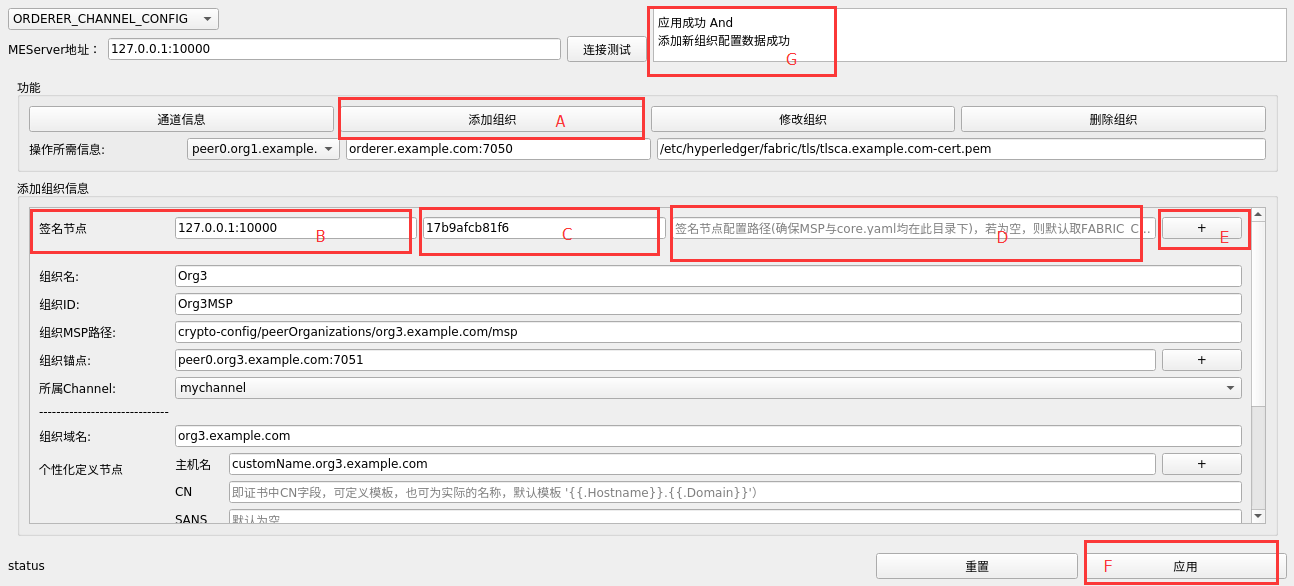 ORDERER_CHANNEL_CONFIG
MEServer地址： 127.0.0.1:10000 连接测试
应用成功 And
添加新组织配置数据成功
G
功能
通道信息 添加组织 A 修改组织 删除组织
操作所需信息: peer0.org1.example. orderer.example.com:7050 /etc/hyperledger/fabric/tls/tlsca.example.com-cert.pem
添加组织信息
签名节点 127.0.0.1:10000 B 17b9afcb81f6 C 签名节点配置路径(确保MSP与core.yaml均在此目录下)，若为空，则默认取FABRIC_C... D + E
组织名: Org3
组织ID: Org3MSP
组织MSP路径: crypto-config/peerOrganizations/org3.example.com/msp
组织锚点: peer0.org3.example.com:7051 +
所属Channel: mychannel
------------------------------
组织域名: org3.example.com
个性化定义节点 主机名 customName.org3.example.com +
CN 即证书中CN字段，可定义模板，也可为实际的名称，默认模板 '{{.Hostname}}.{{.Domain}}'）
SANS 默认为空
status 重置 F 应用